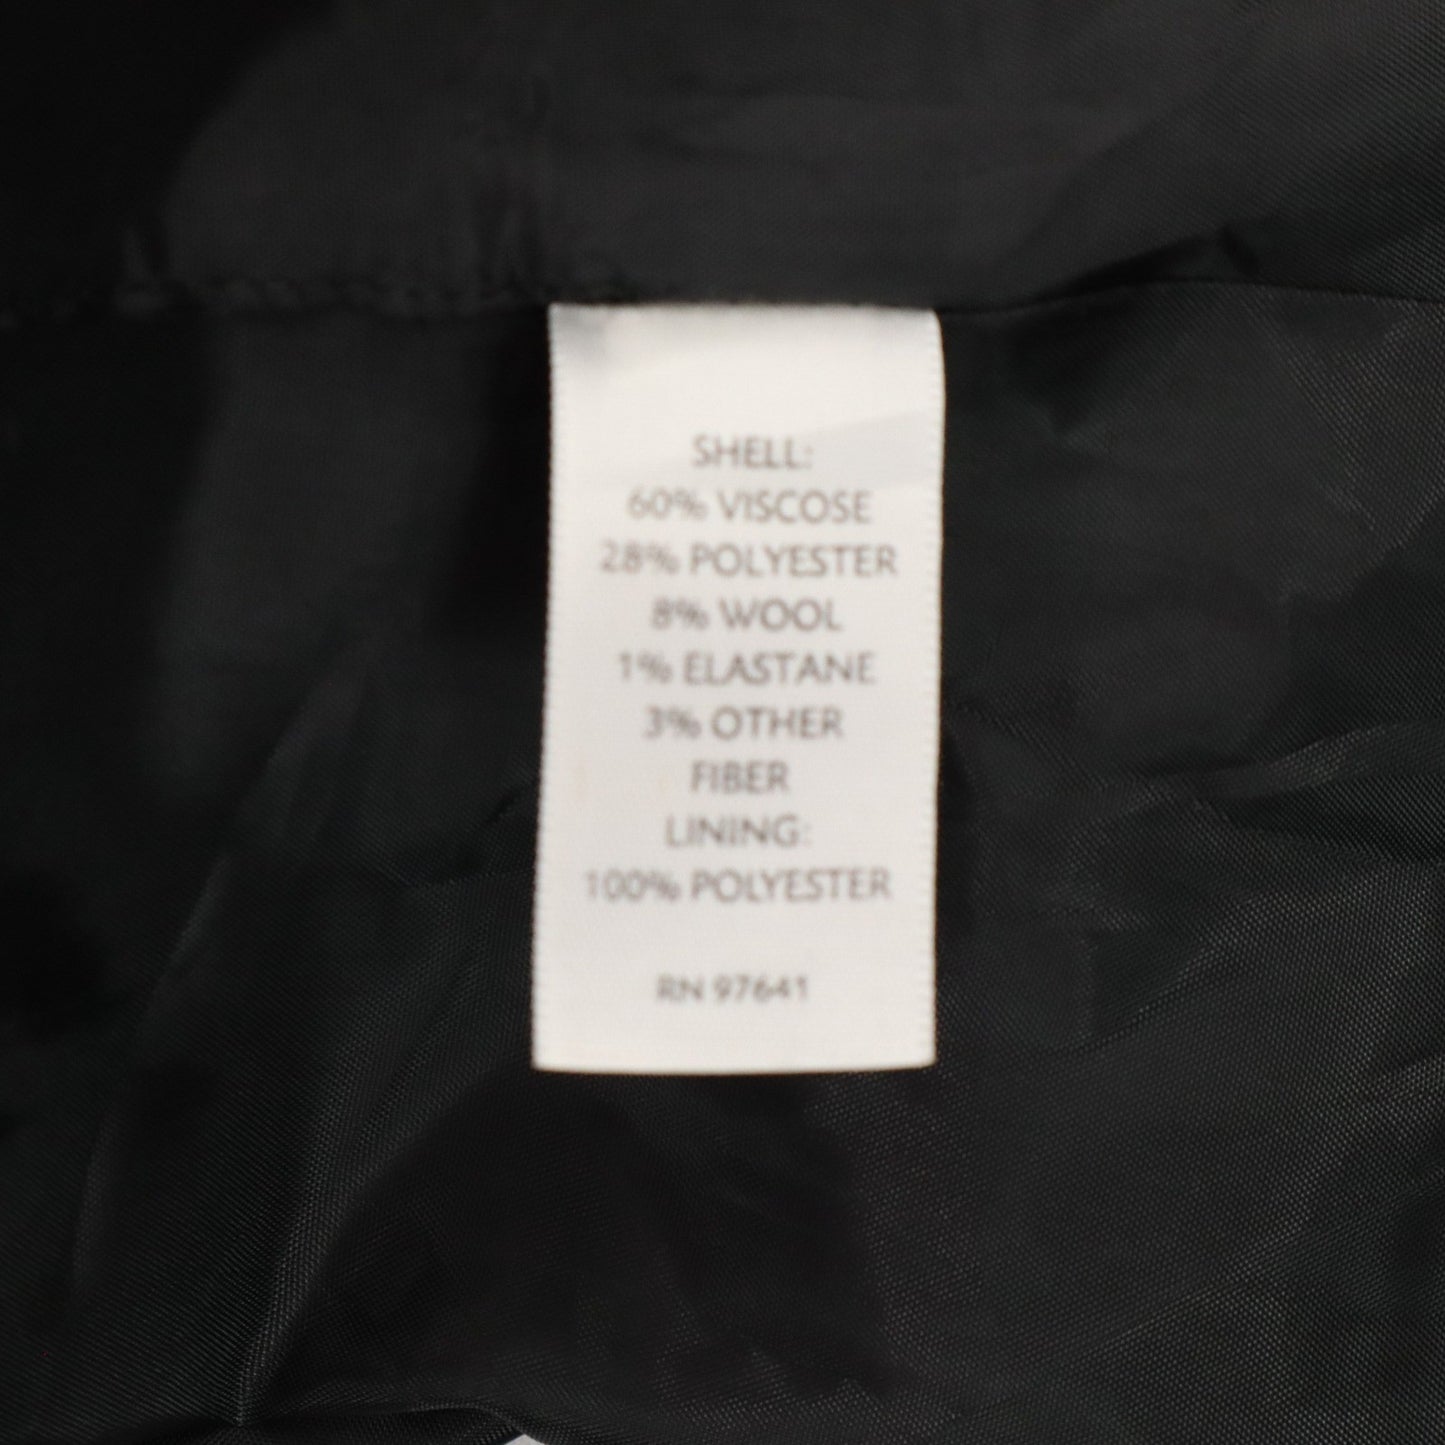 SHELL:
60% VISCOSE
28% POLYESTER
8% WOOL
1% ELASTANE
3% OTHER
FIBER
LINING:
100% POLYESTER
RN 97641